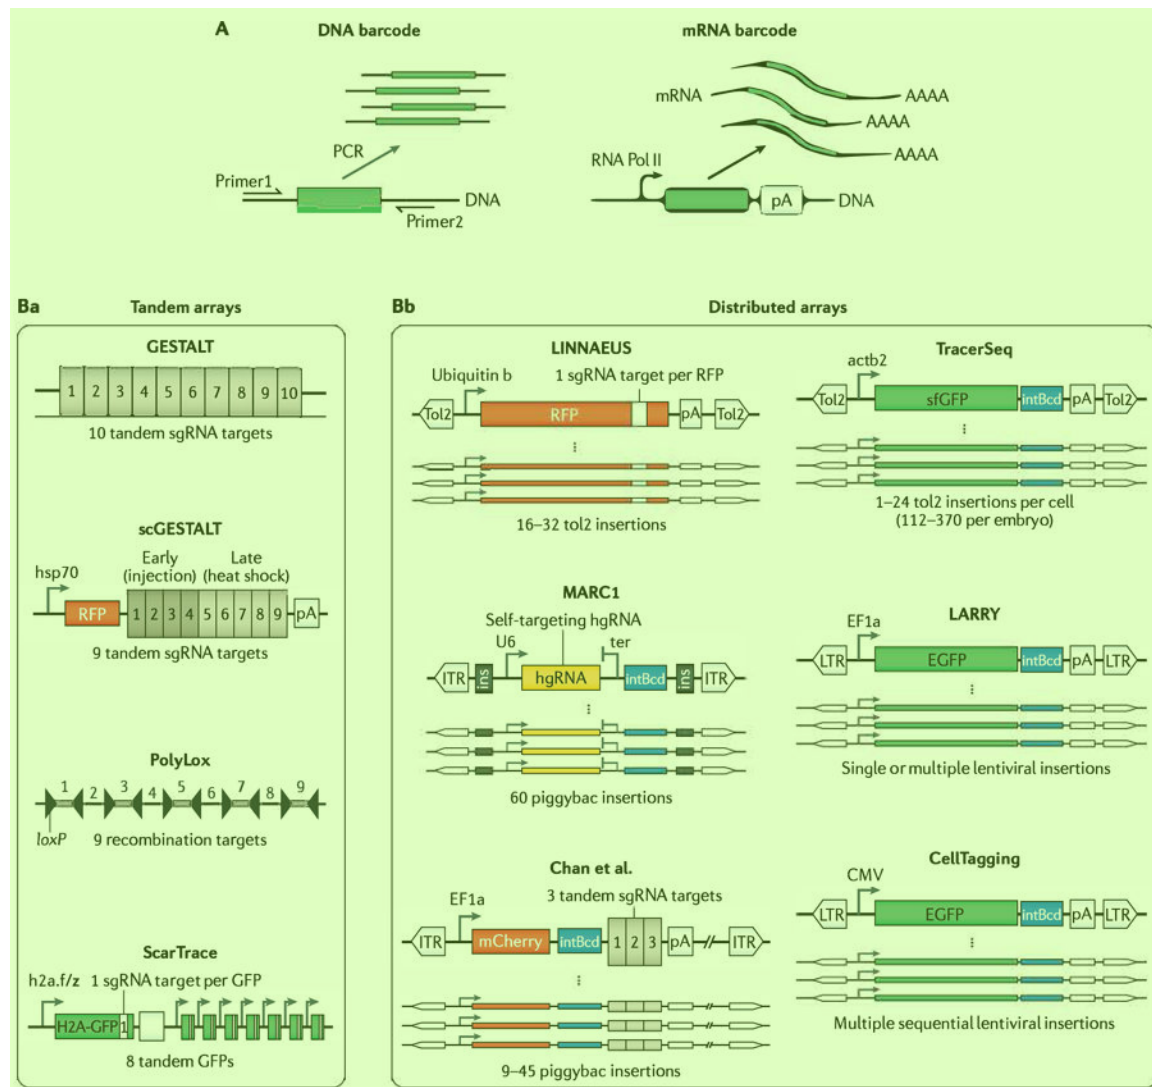 A
DNA barcode
mRNA barcode
mRNA
AAAA
AAAA
AAAA
PCR
Primer1
DNA
Primer2
RNA Pol II
pA
DNA
Ba
Tandem arrays
GESTALT
1 2 3 4 5 6 7 8 9 10
10 tandem sgRNA targets
scGESTALT
hsp70
Early
(injection)
Late
(heat shock)
RFP
1 2 3 4 5 6 7 8 9
pA
9 tandem sgRNA targets
PolyLox
1 2 3 4 5 6 7 8 9
loxP
9 recombination targets
ScarTrace
h2a.f/z
1 sgRNA target per GFP
H2A-GFP
1
8 tandem GFPs
Bb
Distributed arrays
LINNAEUS
Ubiquitin b
1 sgRNA target per RFP
Tol2
RFP
pA
Tol2
16–32 tol2 insertions
MARC1
Self-targeting hgRNA
U6
ter
ITR
ins
hgRNA
intBcd
ins
ITR
60 piggybac insertions
Chan et al.
EF1a
3 tandem sgRNA targets
ITR
mCherry
intBcd
1 2 3
pA
ITR
9–45 piggybac insertions
TracerSeq
actb2
Tol2
sfGFP
intBcd
pA
Tol2
1–24 tol2 insertions per cell
(112–370 per embryo)
LARRY
EF1a
LTR
EGFP
intBcd
pA
LTR
Single or multiple lentiviral insertions
CellTagging
CMV
LTR
EGFP
intBcd
pA
LTR
Multiple sequential lentiviral insertions